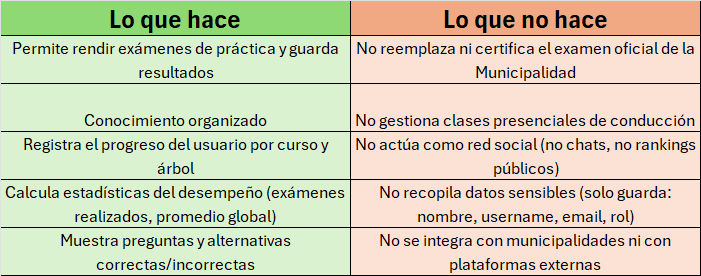 Lo que hace
Lo que no hace
Permite rendir exámenes de práctica y guarda
resultados
No reemplaza ni certifica el examen oficial de la
Municipalidad
Conocimiento organizado
No gestiona clases presenciales de conducción
Registra el progreso del usuario por curso y
árbol
No actúa como red social (no chats, no rankings
públicos)
Calcula estadísticas del desempeño (exámenes
realizados, promedio global)
No recopila datos sensibles (solo guarda:
nombre, username, email, rol)
Muestra preguntas y alternativas
correctas/incorrectas
No se integra con municipalidades ni con
plataformas externas